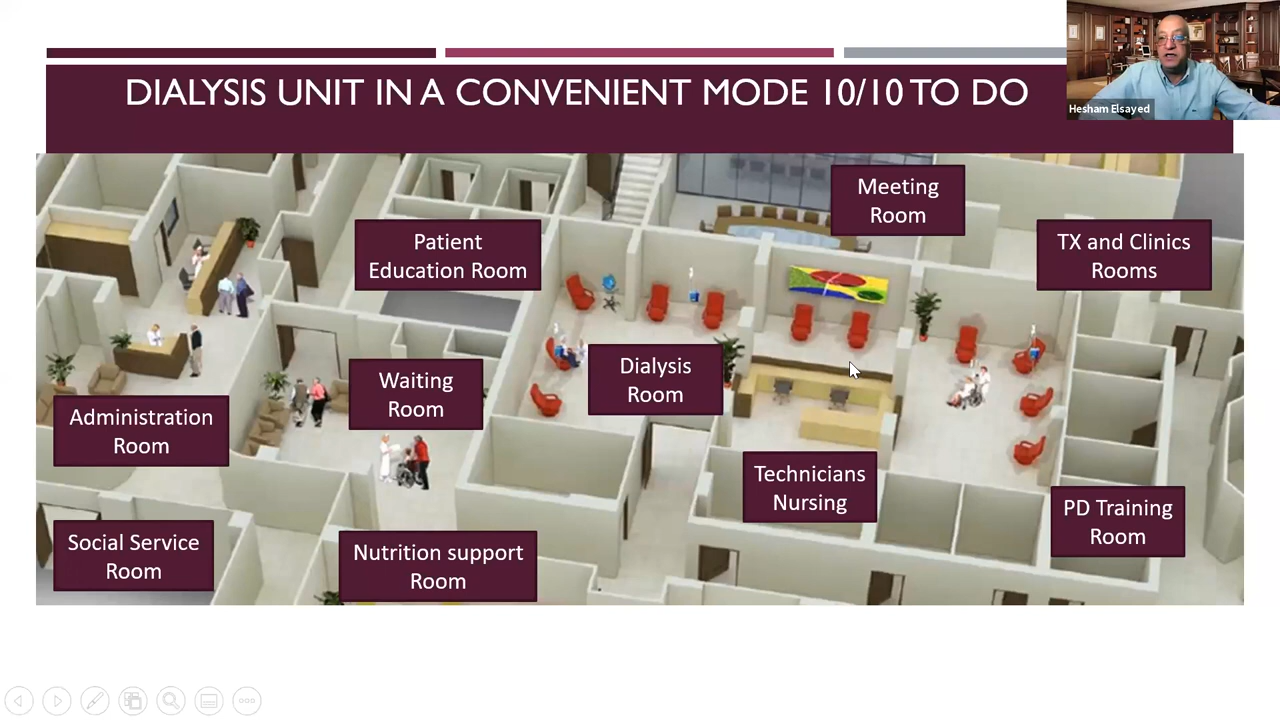 DIALYSIS UNIT IN A CONVENIENT MODE 10/10 TO DO
Hesham Elsayed
Meeting
Room
Patient
Education Room
TX and Clinics
Rooms
Dialysis
Room
Waiting
Room
Administration
Room
Technicians
Nursing
PD Training
Room
Social Service
Room
Nutrition support
Room